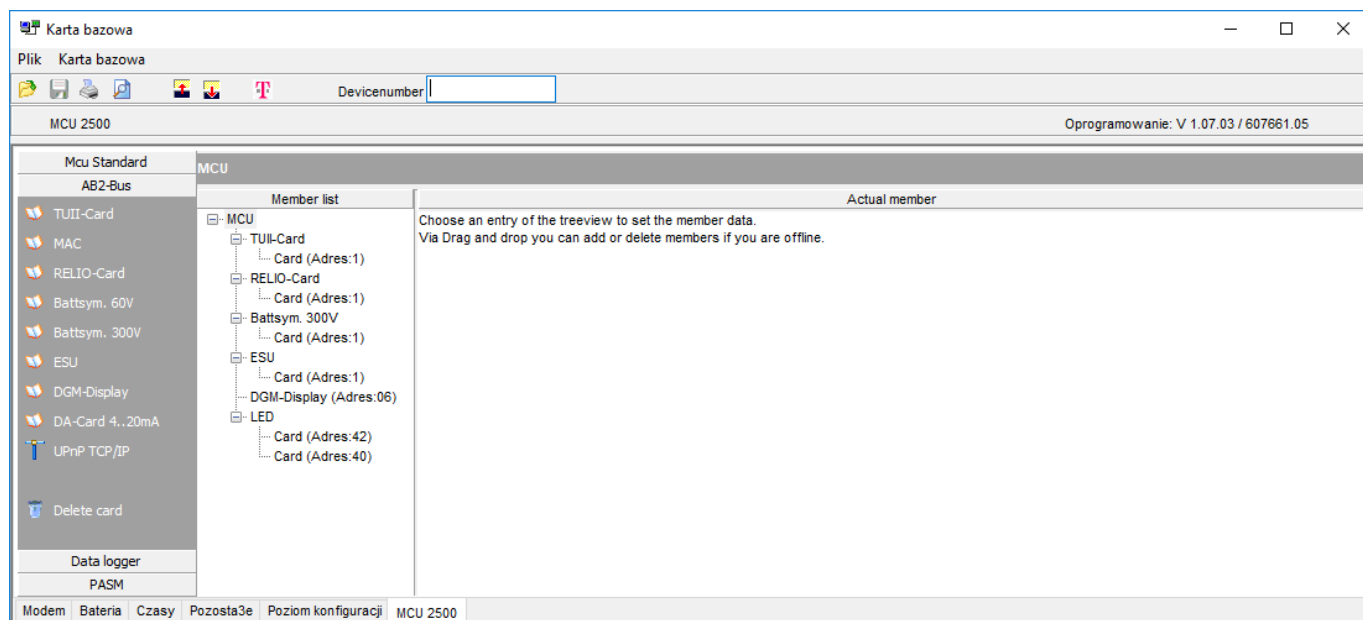 Karta bazowa
Plik Karta bazowa
T Devicenumber
MCU 2500 Oprogramowanie: V 1.07.03 / 607661.05
Mcu Standard
AB2-Bus
TUII-Card
MAC
RELIO-Card
Battsym. 60V
Battsym. 300V
ESU
DGM-Display
DA-Card 4..20mA
UPnP TCP/IP
Delete card
Data logger
PASM
MCU
Member list
MCU
TUII-Card
Card (Adres:1)
RELIO-Card
Card (Adres:1)
Battsym. 300V
Card (Adres:1)
ESU
Card (Adres:1)
DGM-Display (Adres:06)
LED
Card (Adres:42)
Card (Adres:40)
Actual member
Choose an entry of the treeview to set the member data.
Via Drag and drop you can add or delete members if you are offline.
Modem Bateria Czasy Pozosta3e Poziom konfiguracji MCU 2500